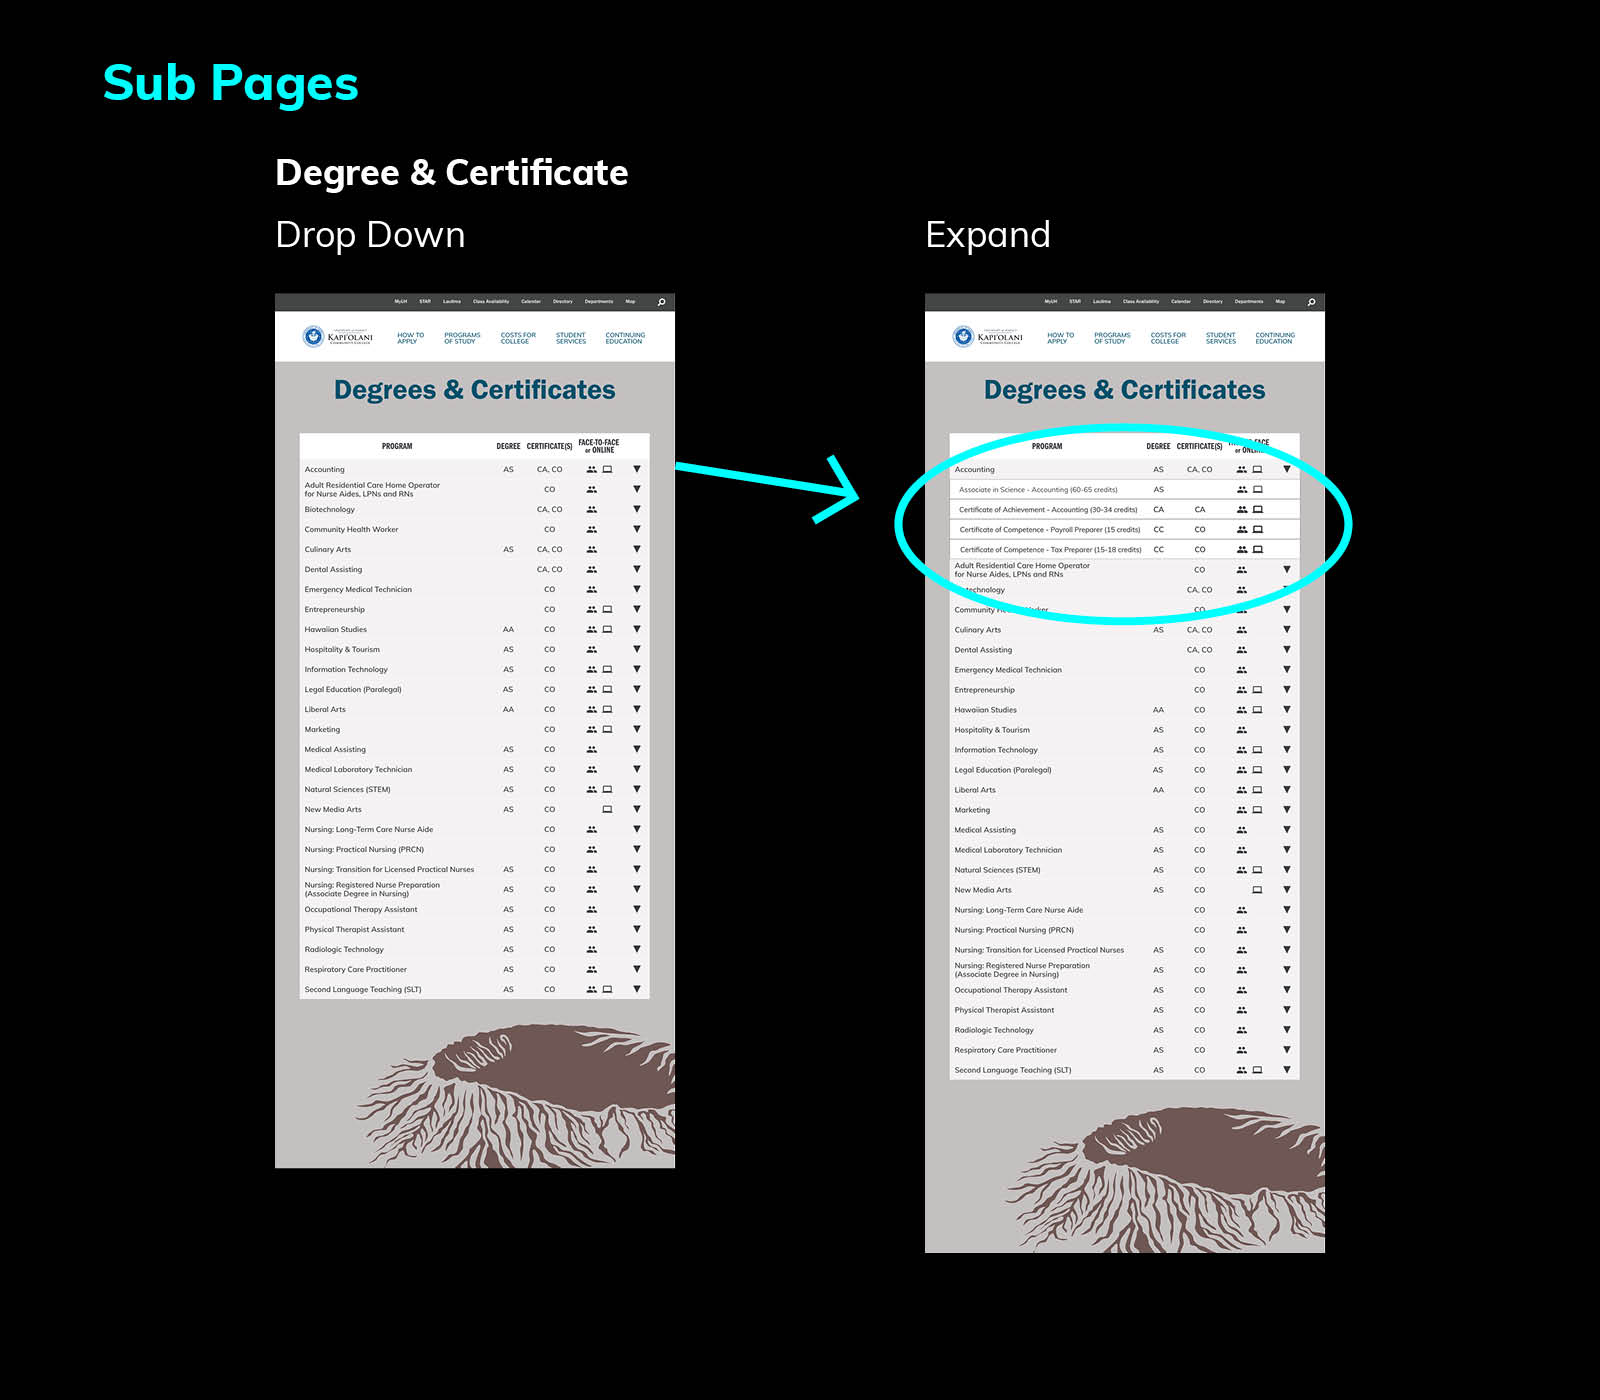 Sub Pages
Degree & Certificate
Drop Down
MyUH STAR Laulima Class Availability Calendar Directory Departments Map
KAPIʻOLANI
COMMUNITY COLLEGE
HOW TO APPLY
PROGRAMS OF STUDY
COSTS FOR COLLEGE
STUDENT SERVICES
CONTINUING EDUCATION
Degrees & Certificates
PROGRAM DEGREE CERTIFICATE(S) FACE-TO-FACE or ONLINE
Accounting AS CA, CO
Adult Residential Care Home Operator
for Nurse Aides, LPNs and RNs CO
Biotechnology CA, CO
Community Health Worker CO
Culinary Arts AS CA, CO
Dental Assisting CA, CO
Emergency Medical Technician CO
Entrepreneurship CO
Hawaiian Studies AA CO
Hospitality & Tourism AS CO
Information Technology AS CO
Legal Education (Paralegal) AS CO
Liberal Arts AA CO
Marketing CO
Medical Assisting AS CO
Medical Laboratory Technician AS CO
Natural Sciences (STEM) AS CO
New Media Arts AS CO
Nursing: Long-Term Care Nurse Aide CO
Nursing: Practical Nursing (PRCN) CO
Nursing: Transition for Licensed Practical Nurses AS CO
Nursing: Registered Nurse Preparation
(Associate Degree in Nursing) AS CO
Occupational Therapy Assistant AS CO
Physical Therapist Assistant AS CO
Radiologic Technology AS CO
Respiratory Care Practitioner AS CO
Second Language Teaching (SLT) AS CO
Expand
MyUH STAR Laulima Class Availability Calendar Directory Departments Map
KAPIʻOLANI
COMMUNITY COLLEGE
HOW TO APPLY
PROGRAMS OF STUDY
COSTS FOR COLLEGE
STUDENT SERVICES
CONTINUING EDUCATION
Degrees & Certificates
PROGRAM DEGREE CERTIFICATE(S)
Accounting AS CA, CO
Associate in Science - Accounting (60-65 credits) AS
Certificate of Achievement - Accounting (30-34 credits) CA CA
Certificate of Competence - Payroll Preparer (15 credits) CC CO
Certificate of Competence - Tax Preparer (15-18 credits) CC CO
Adult Residential Care Home Operator
for Nurse Aides, LPNs and RNs CO
CA, CO
Community CO
Culinary Arts AS CA, CO
Dental Assisting CA, CO
Emergency Medical Technician CO
Entrepreneurship CO
Hawaiian Studies AA CO
Hospitality & Tourism AS CO
Information Technology AS CO
Legal Education (Paralegal) AS CO
Liberal Arts AA CO
Marketing CO
Medical Assisting AS CO
Medical Laboratory Technician AS CO
Natural Sciences (STEM) AS CO
New Media Arts AS CO
Nursing: Long-Term Care Nurse Aide CO
Nursing: Practical Nursing (PRCN) CO
Nursing: Transition for Licensed Practical Nurses AS CO
Nursing: Registered Nurse Preparation
(Associate Degree in Nursing) AS CO
Occupational Therapy Assistant AS CO
Physical Therapist Assistant AS CO
Radiologic Technology AS CO
Respiratory Care Practitioner AS CO
Second Language Teaching (SLT) AS CO